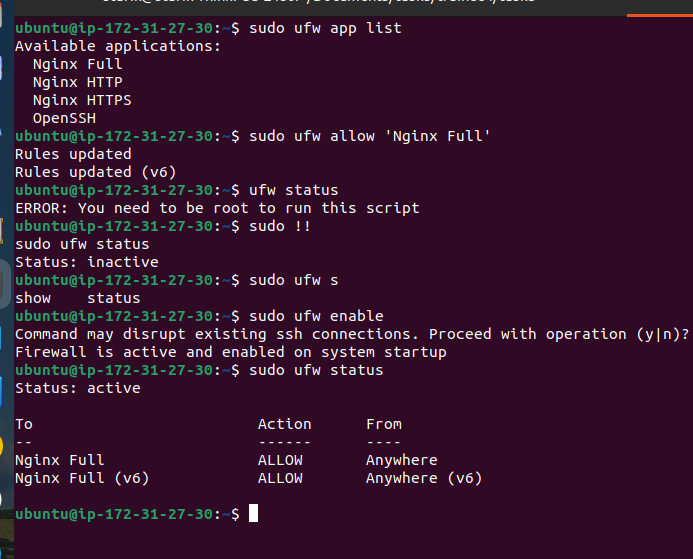 ubuntu@ip-172-31-27-30:~$ sudo ufw app list
Available applications:
  Nginx Full
  Nginx HTTP
  Nginx HTTPS
  OpenSSH
ubuntu@ip-172-31-27-30:~$ sudo ufw allow 'Nginx Full'
Rules updated
Rules updated (v6)
ubuntu@ip-172-31-27-30:~$ ufw status
ERROR: You need to be root to run this script
ubuntu@ip-172-31-27-30:~$ sudo !!
sudo ufw status
Status: inactive
ubuntu@ip-172-31-27-30:~$ sudo ufw s
show    status
ubuntu@ip-172-31-27-30:~$ sudo ufw enable
Command may disrupt existing ssh connections. Proceed with operation (y|n)?
Firewall is active and enabled on system startup
ubuntu@ip-172-31-27-30:~$ sudo ufw status
Status: active

To                         Action      From
--                         ------      ----
Nginx Full                 ALLOW       Anywhere
Nginx Full (v6)            ALLOW       Anywhere (v6)

ubuntu@ip-172-31-27-30:~$